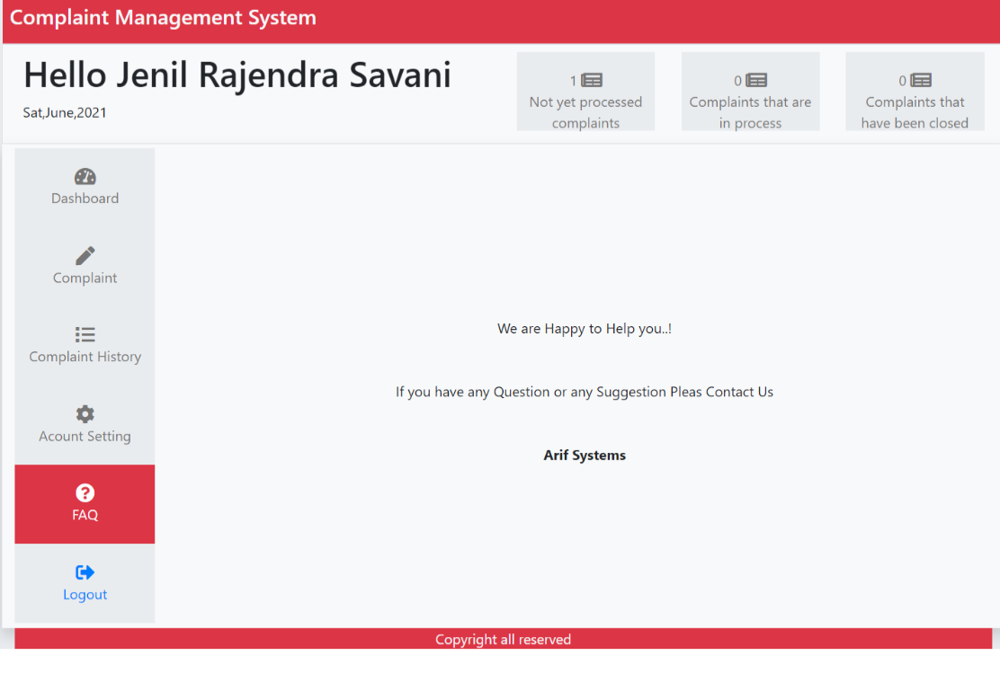 Complaint Management System
Hello Jenil Rajendra Savani
Sat,June,2021
1
Not yet processed
complaints
0
Complaints that are
in process
0
Complaints that
have been closed
Dashboard
Complaint
Complaint History
Acount Setting
FAQ
Logout
We are Happy to Help you..!
If you have any Question or any Suggestion Pleas Contact Us
Arif Systems
Copyright all reserved